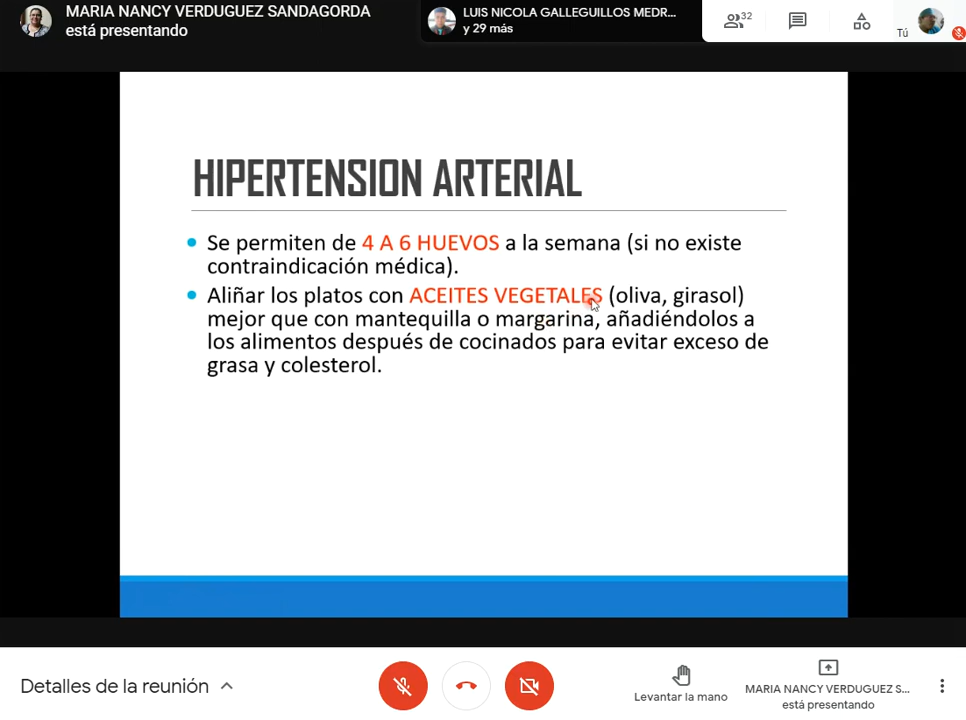 MARIA NANCY VERDUGUEZ SANDAGORDA
está presentando
LUIS NICOLA GALLEGUILLOS MEDR...
y 29 más
32
Tú
HIPERTENSION ARTERIAL
• Se permiten de 4 A 6 HUEVOS a la semana (si no existe
contraindicación médica).
• Aliñar los platos con ACEITES VEGETALES (oliva, girasol)
mejor que con mantequilla o margarina, añadiéndolos a
los alimentos después de cocinados para evitar exceso de
grasa y colesterol.
Detalles de la reunión
Levantar la mano
MARIA NANCY VERDUGUEZ S...
está presentando